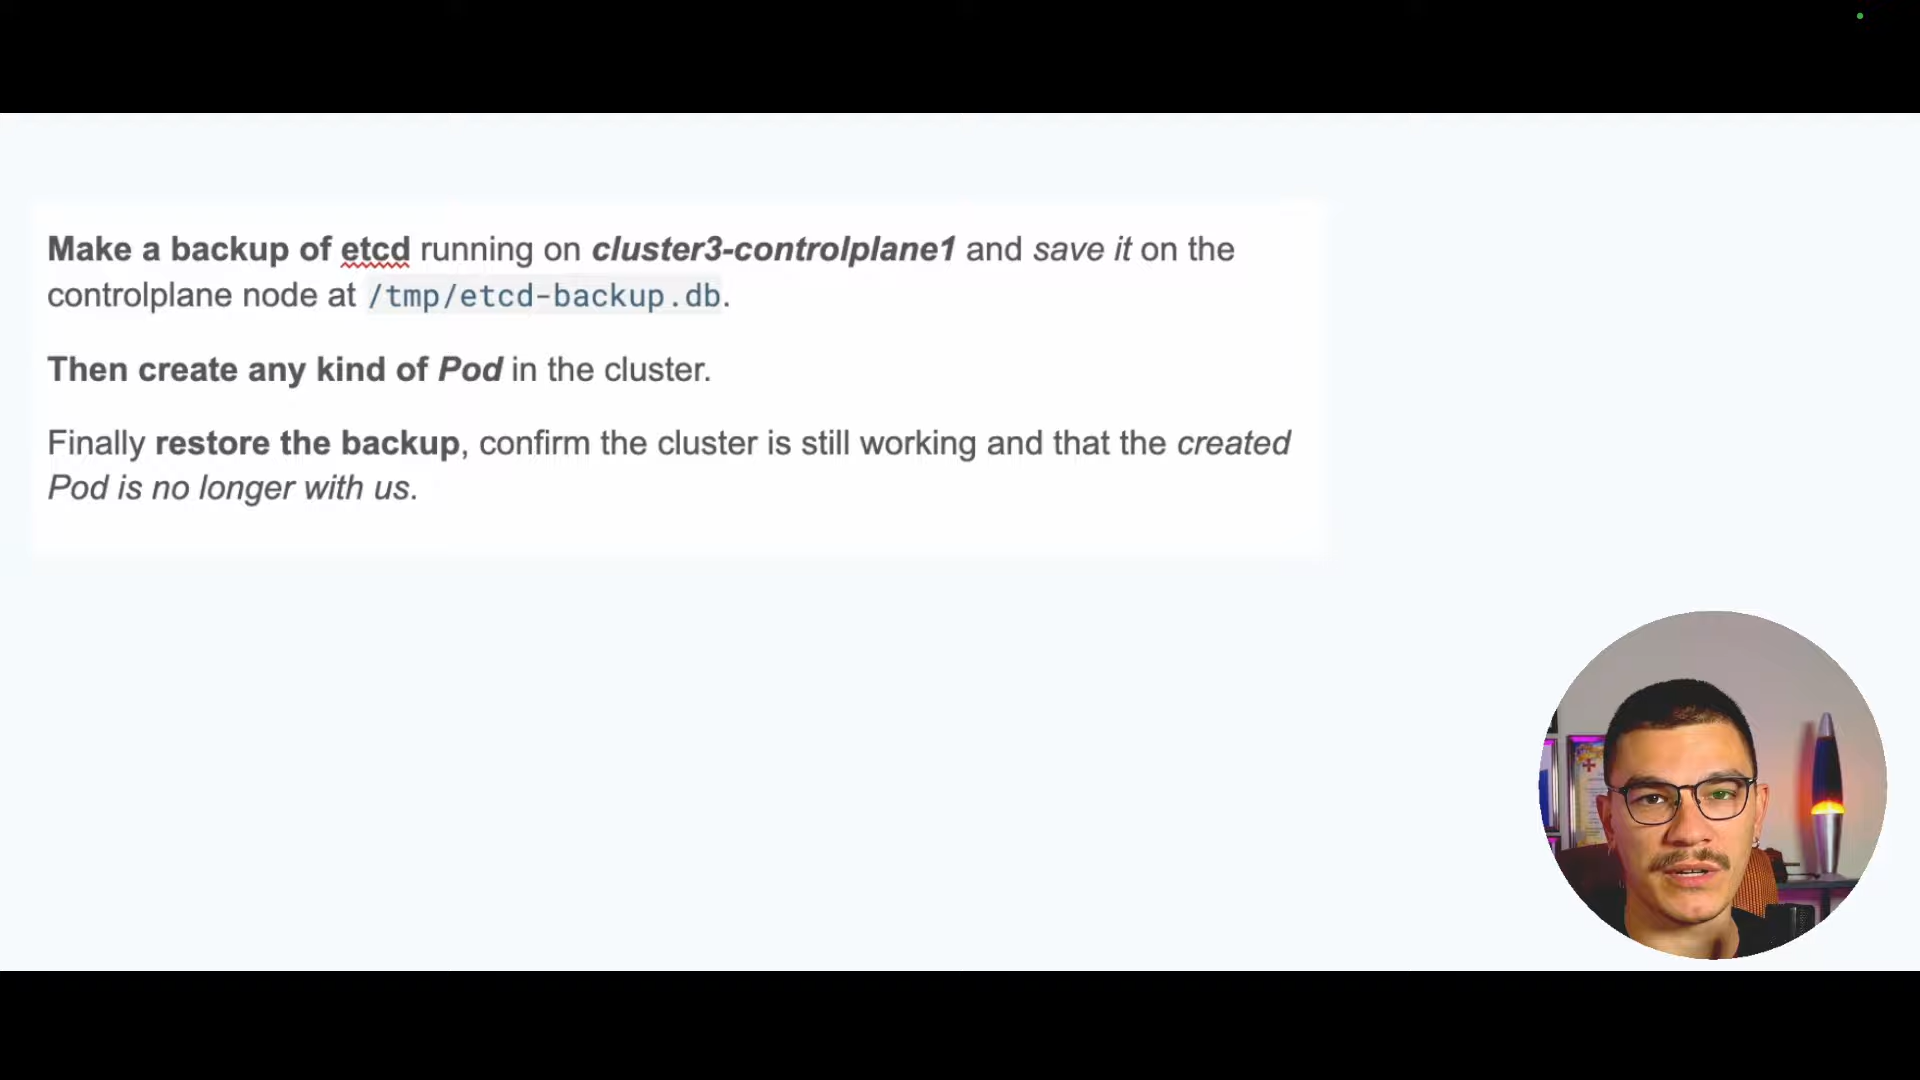 Make a backup of etcd running on cluster3-controlplane1 and save it on the
controlplane node at /tmp/etcd-backup.db.
Then create any kind of Pod in the cluster.
Finally restore the backup, confirm the cluster is still working and that the created
Pod is no longer with us.